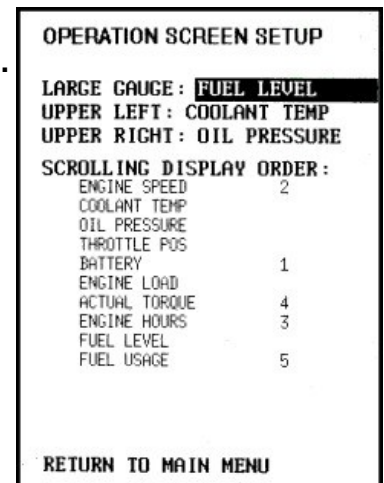 OPERATION SCREEN SETUP
LARGE GAUGE: FUEL LEVEL
UPPER LEFT: COOLANT TEMP
UPPER RIGHT: OIL PRESSURE
SCROLLING DISPLAY ORDER:
ENGINE SPEED 2
COOLANT TEMP
OIL PRESSURE
THROTTLE POS
BATTERY 1
ENGINE LOAD
ACTUAL TORQUE 4
ENGINE HOURS 3
FUEL LEVEL
FUEL USAGE 5
RETURN TO MAIN MENU